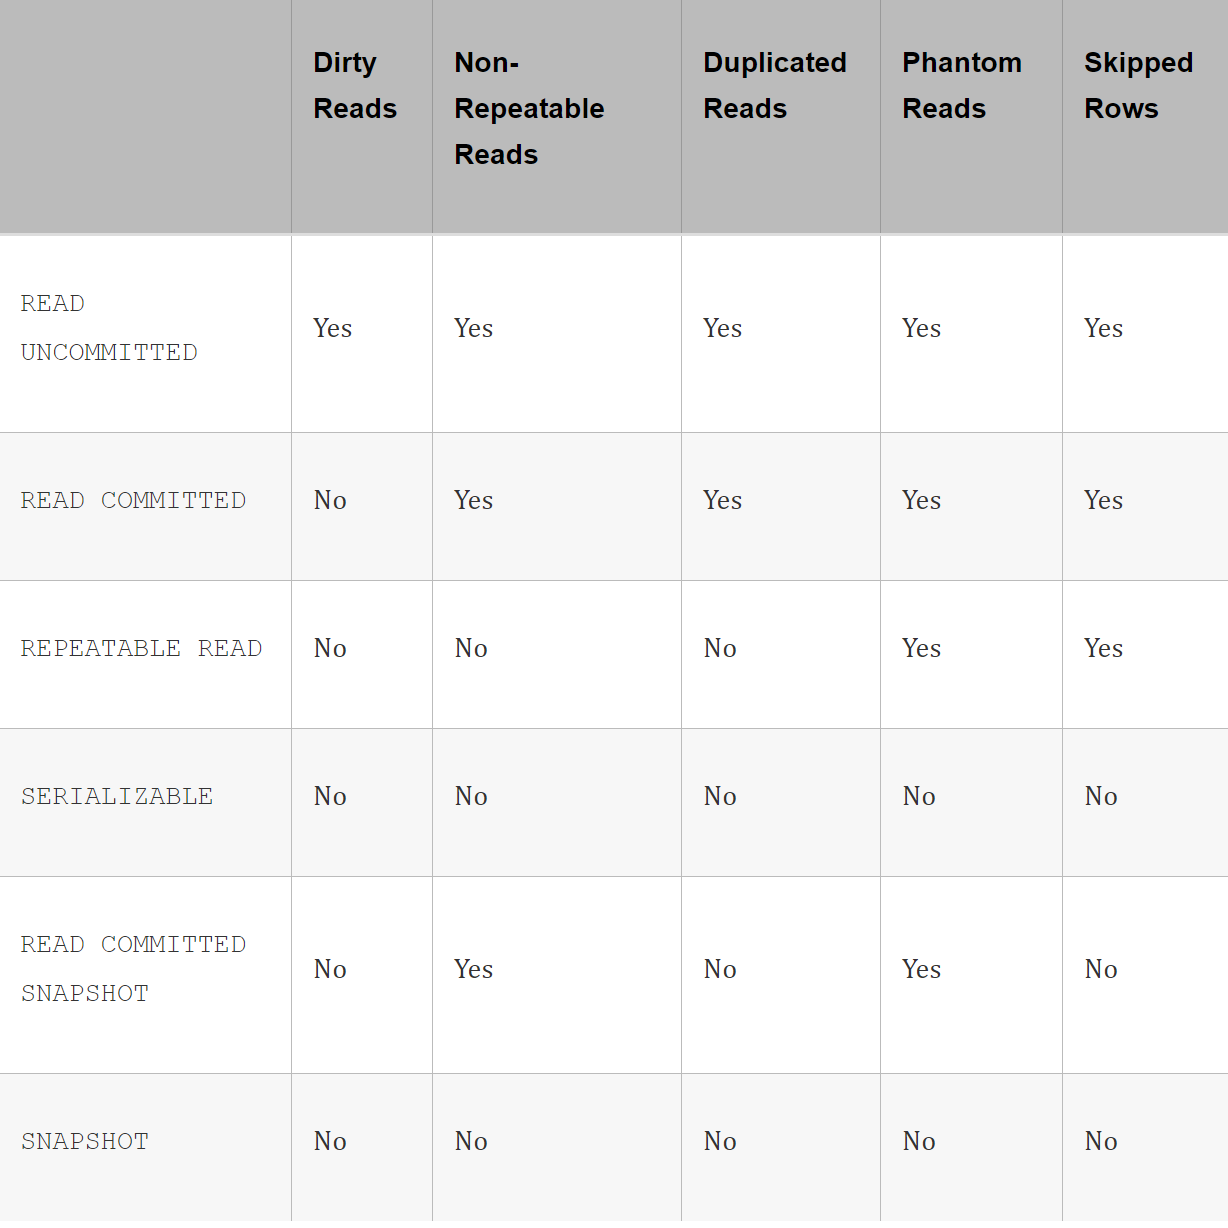 Dirty Reads
Non-Repeatable Reads
Duplicated Reads
Phantom Reads
Skipped Rows
READ UNCOMMITTED
Yes
Yes
Yes
Yes
Yes
READ COMMITTED
No
Yes
Yes
Yes
Yes
REPEATABLE READ
No
No
No
Yes
Yes
SERIALIZABLE
No
No
No
No
No
READ COMMITTED SNAPSHOT
No
Yes
No
Yes
No
SNAPSHOT
No
No
No
No
No